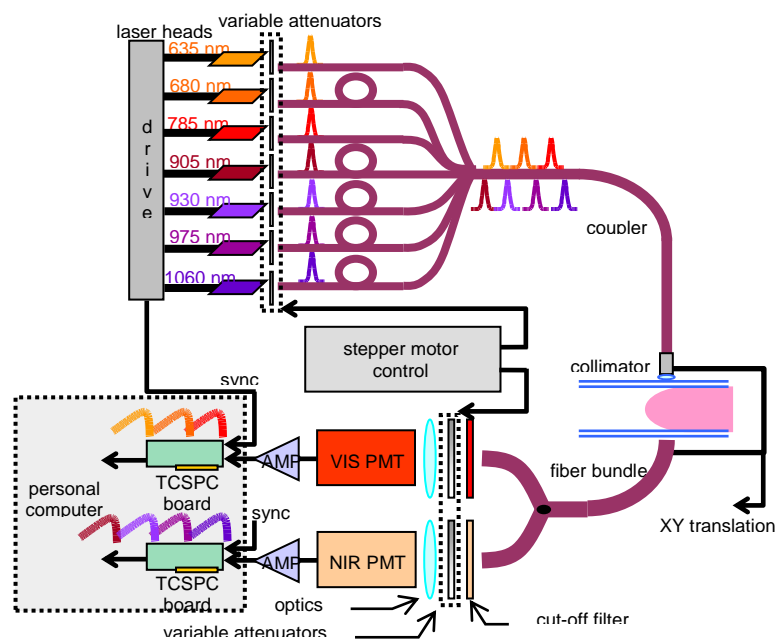 variable attenuators
laser heads
635 nm
680 nm
785 nm
905 nm
930 nm
975 nm
1060 nm
drive
coupler
stepper motor
control
collimator
sync
AMP
VIS PMT
fiber bundle
TCSPC
board
personal
computer
sync
XY translation
AMP
NIR PMT
TCSPC
board
optics
cut-off filter
variable attenuators